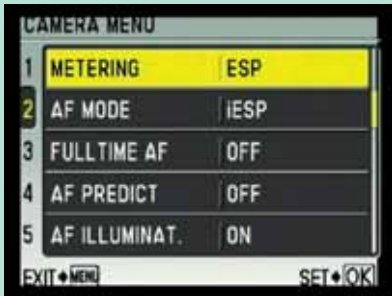 CAMERA MENU
1 METERING ESP
2 AF MODE iESP
3 FULLTIME AF OFF
4 AF PREDICT OFF
5 AF ILLUMINAT. ON
EXIT◆MENU SET◆OK